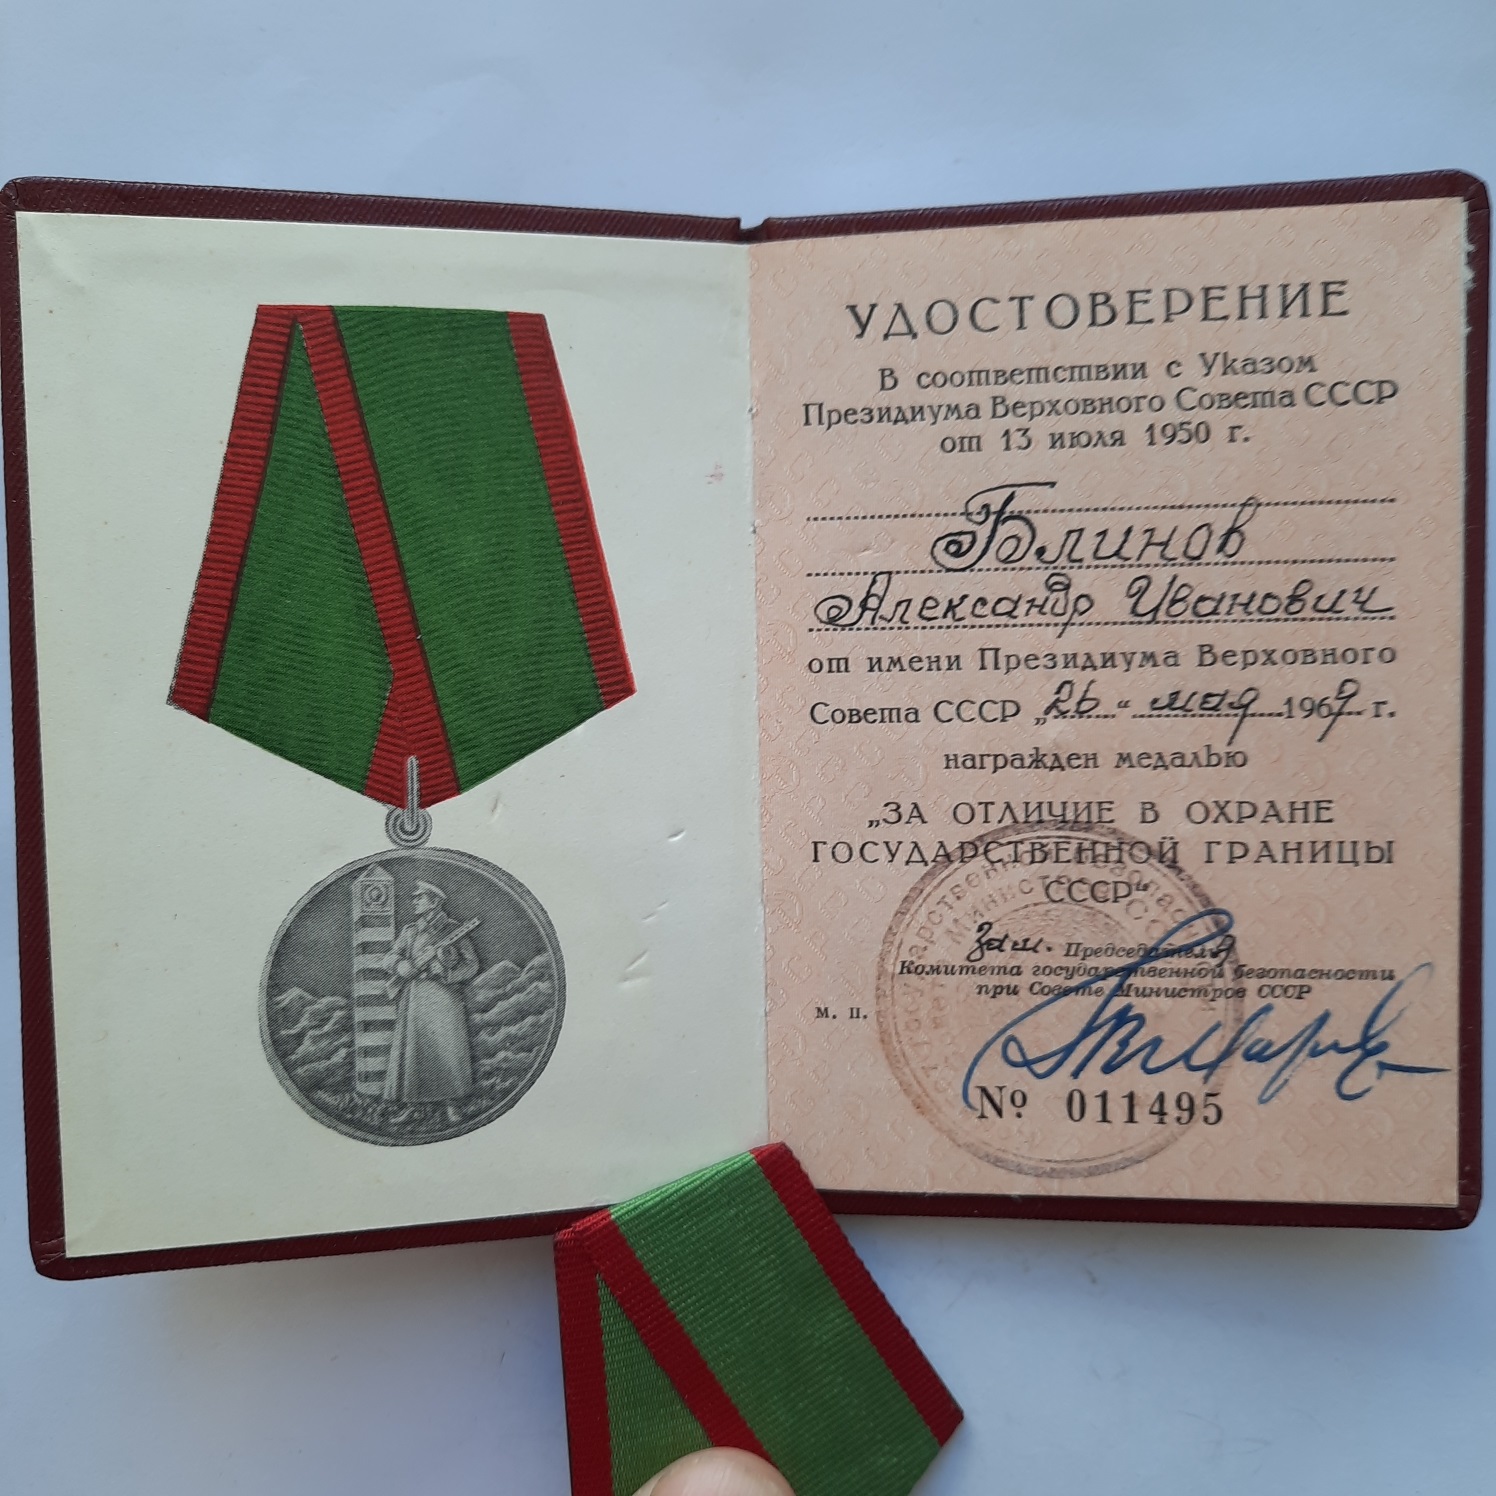 УДОСТОВЕРЕНИЕ
В соответствии с Указом
Президиума Верховного Совета СССР
от 13 июля 1950 г.
Блинов
Александр Иванович
от имени Президиума Верховного
Совета СССР „26“ мая 1969 г.
награжден медалью
„ЗА ОТЛИЧИЕ В ОХРАНЕ
ГОСУДАРСТВЕННОЙ ГРАНИЦЫ
СССР“
Зам. Председателя
Комитета государственной безопасности
при Совете Министров СССР
м. п.
№ 011495